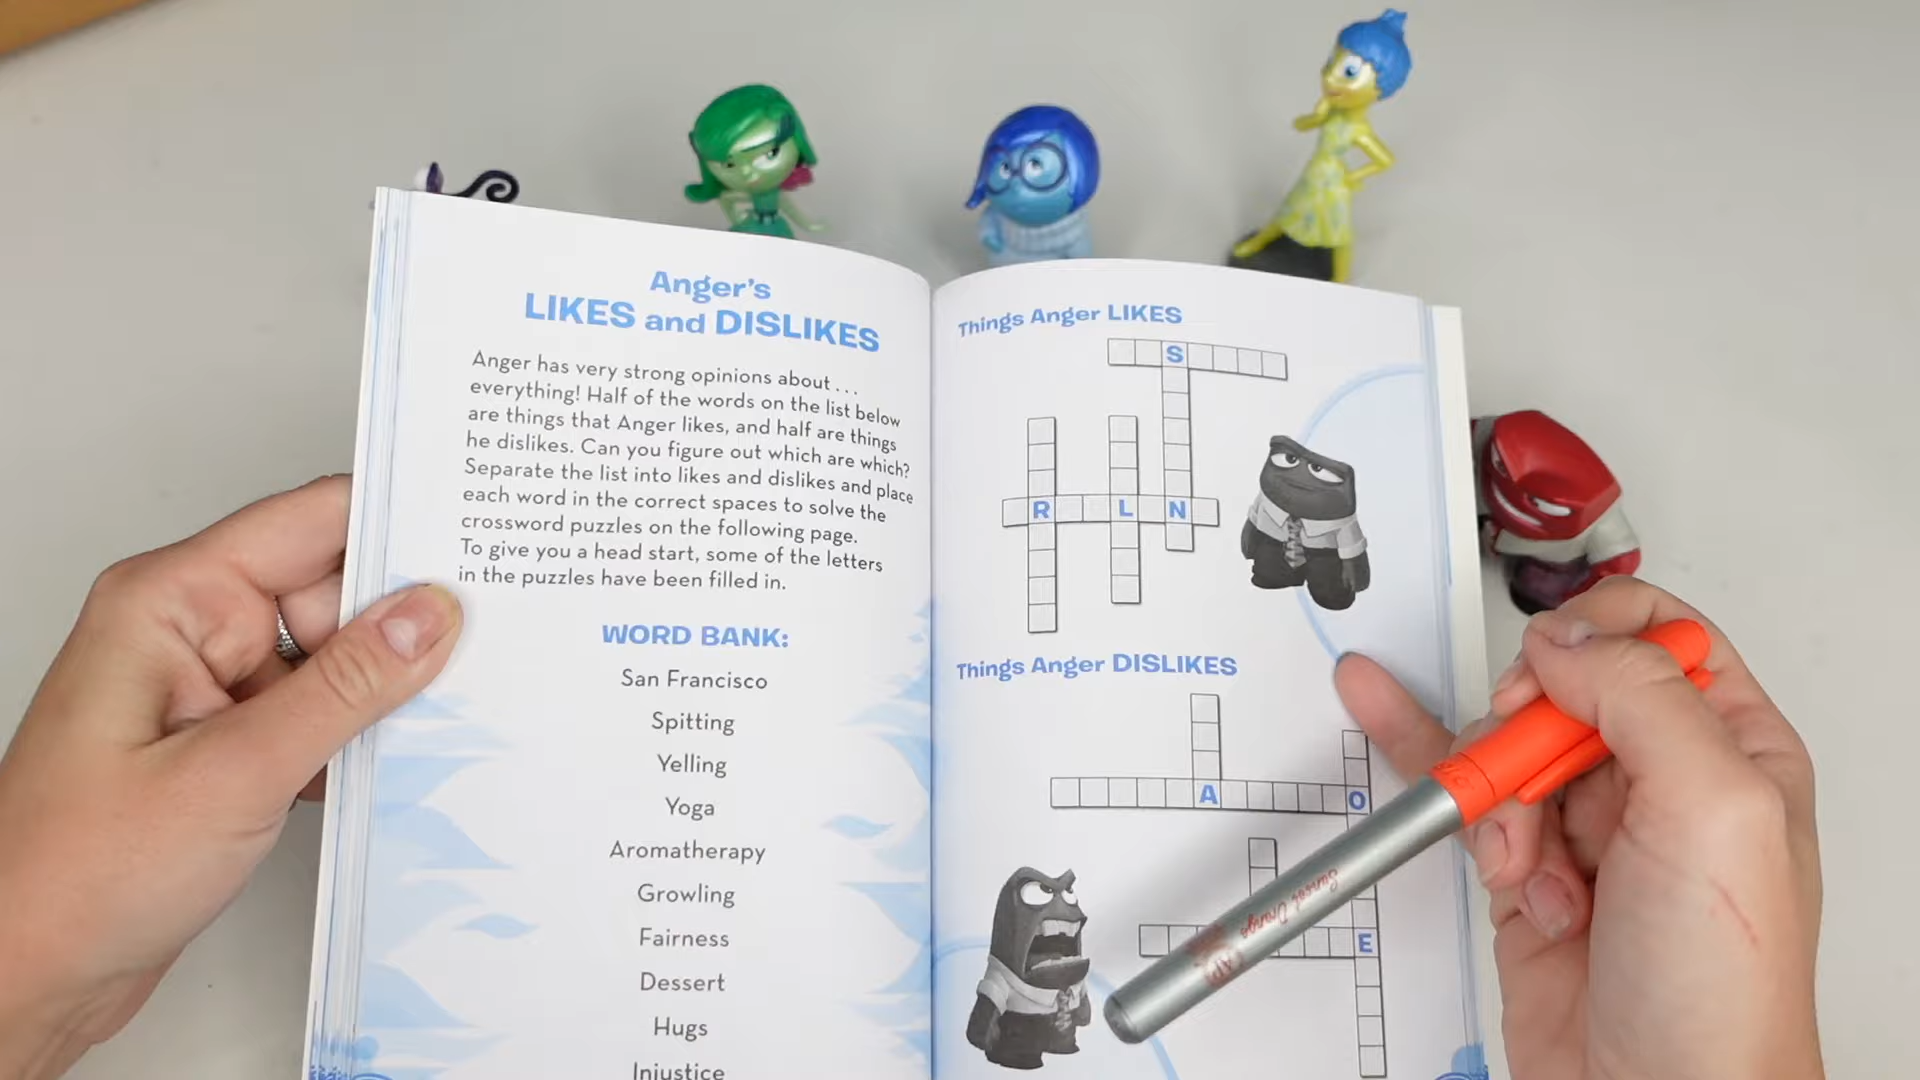 Anger's
LIKES and DISLIKES
Anger has very strong opinions about . . .
everything! Half of the words on the list below
are things that Anger likes, and half are things
he dislikes. Can you figure out which are which?
Separate the list into likes and dislikes and place
each word in the correct spaces to solve the
crossword puzzles on the following page.
To give you a head start, some of the letters
in the puzzles have been filled in.
WORD BANK:
San Francisco
Spitting
Yelling
Yoga
Aromatherapy
Growling
Fairness
Dessert
Hugs
Injustice
Things Anger LIKES
S
R L N
Things Anger DISLIKES
A O
E
Sunset Orange